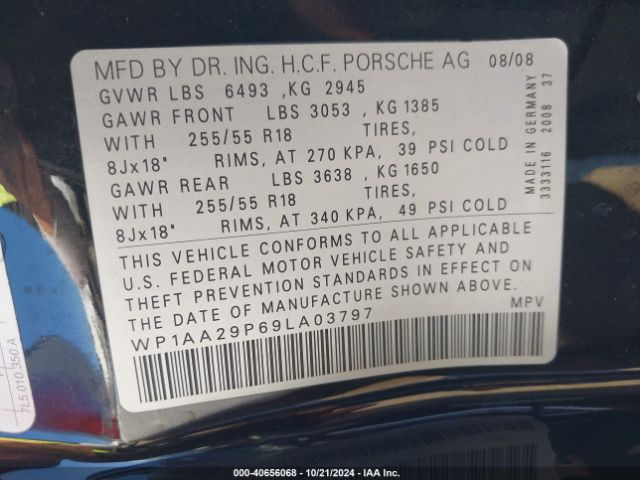 MFD BY DR. ING. H.C.F. PORSCHE AG 08/08
GVWR LBS 6493 ,KG 2945
GAWR FRONT LBS 3053 , KG 1385
WITH 255/55 R18 TIRES,
8Jx18" RIMS, AT 270 KPA, 39 PSI COLD
GAWR REAR LBS 3638 , KG 1650
WITH 255/55 R18 TIRES,
8Jx18" RIMS, AT 340 KPA, 49 PSI COLD
THIS VEHICLE CONFORMS TO ALL APPLICABLE
U.S. FEDERAL MOTOR VEHICLE SAFETY AND
THEFT PREVENTION STANDARDS IN EFFECT ON
THE DATE OF MANUFACTURE SHOWN ABOVE.
WP1AA29P69LA03797 MPV
MADE IN GERMANY
3333116 2008 37
7L5.010.350.A
000-40656068 - 10/21/2024 - IAA Inc.